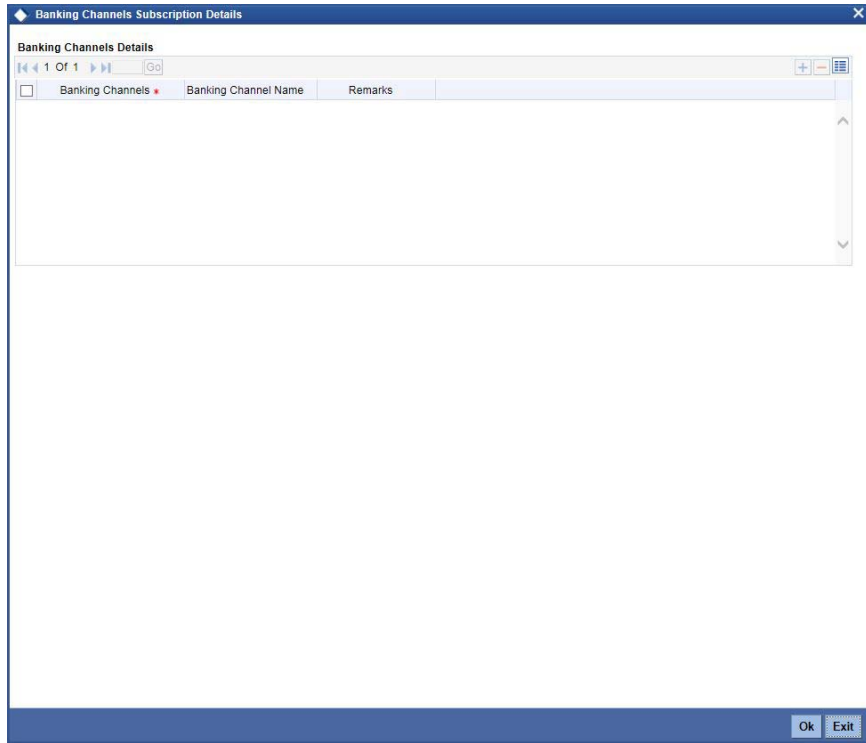 Banking Channels Subscription Details
Banking Channels Details
1 Of 1 Go
Banking Channels * Banking Channel Name Remarks
Ok Exit